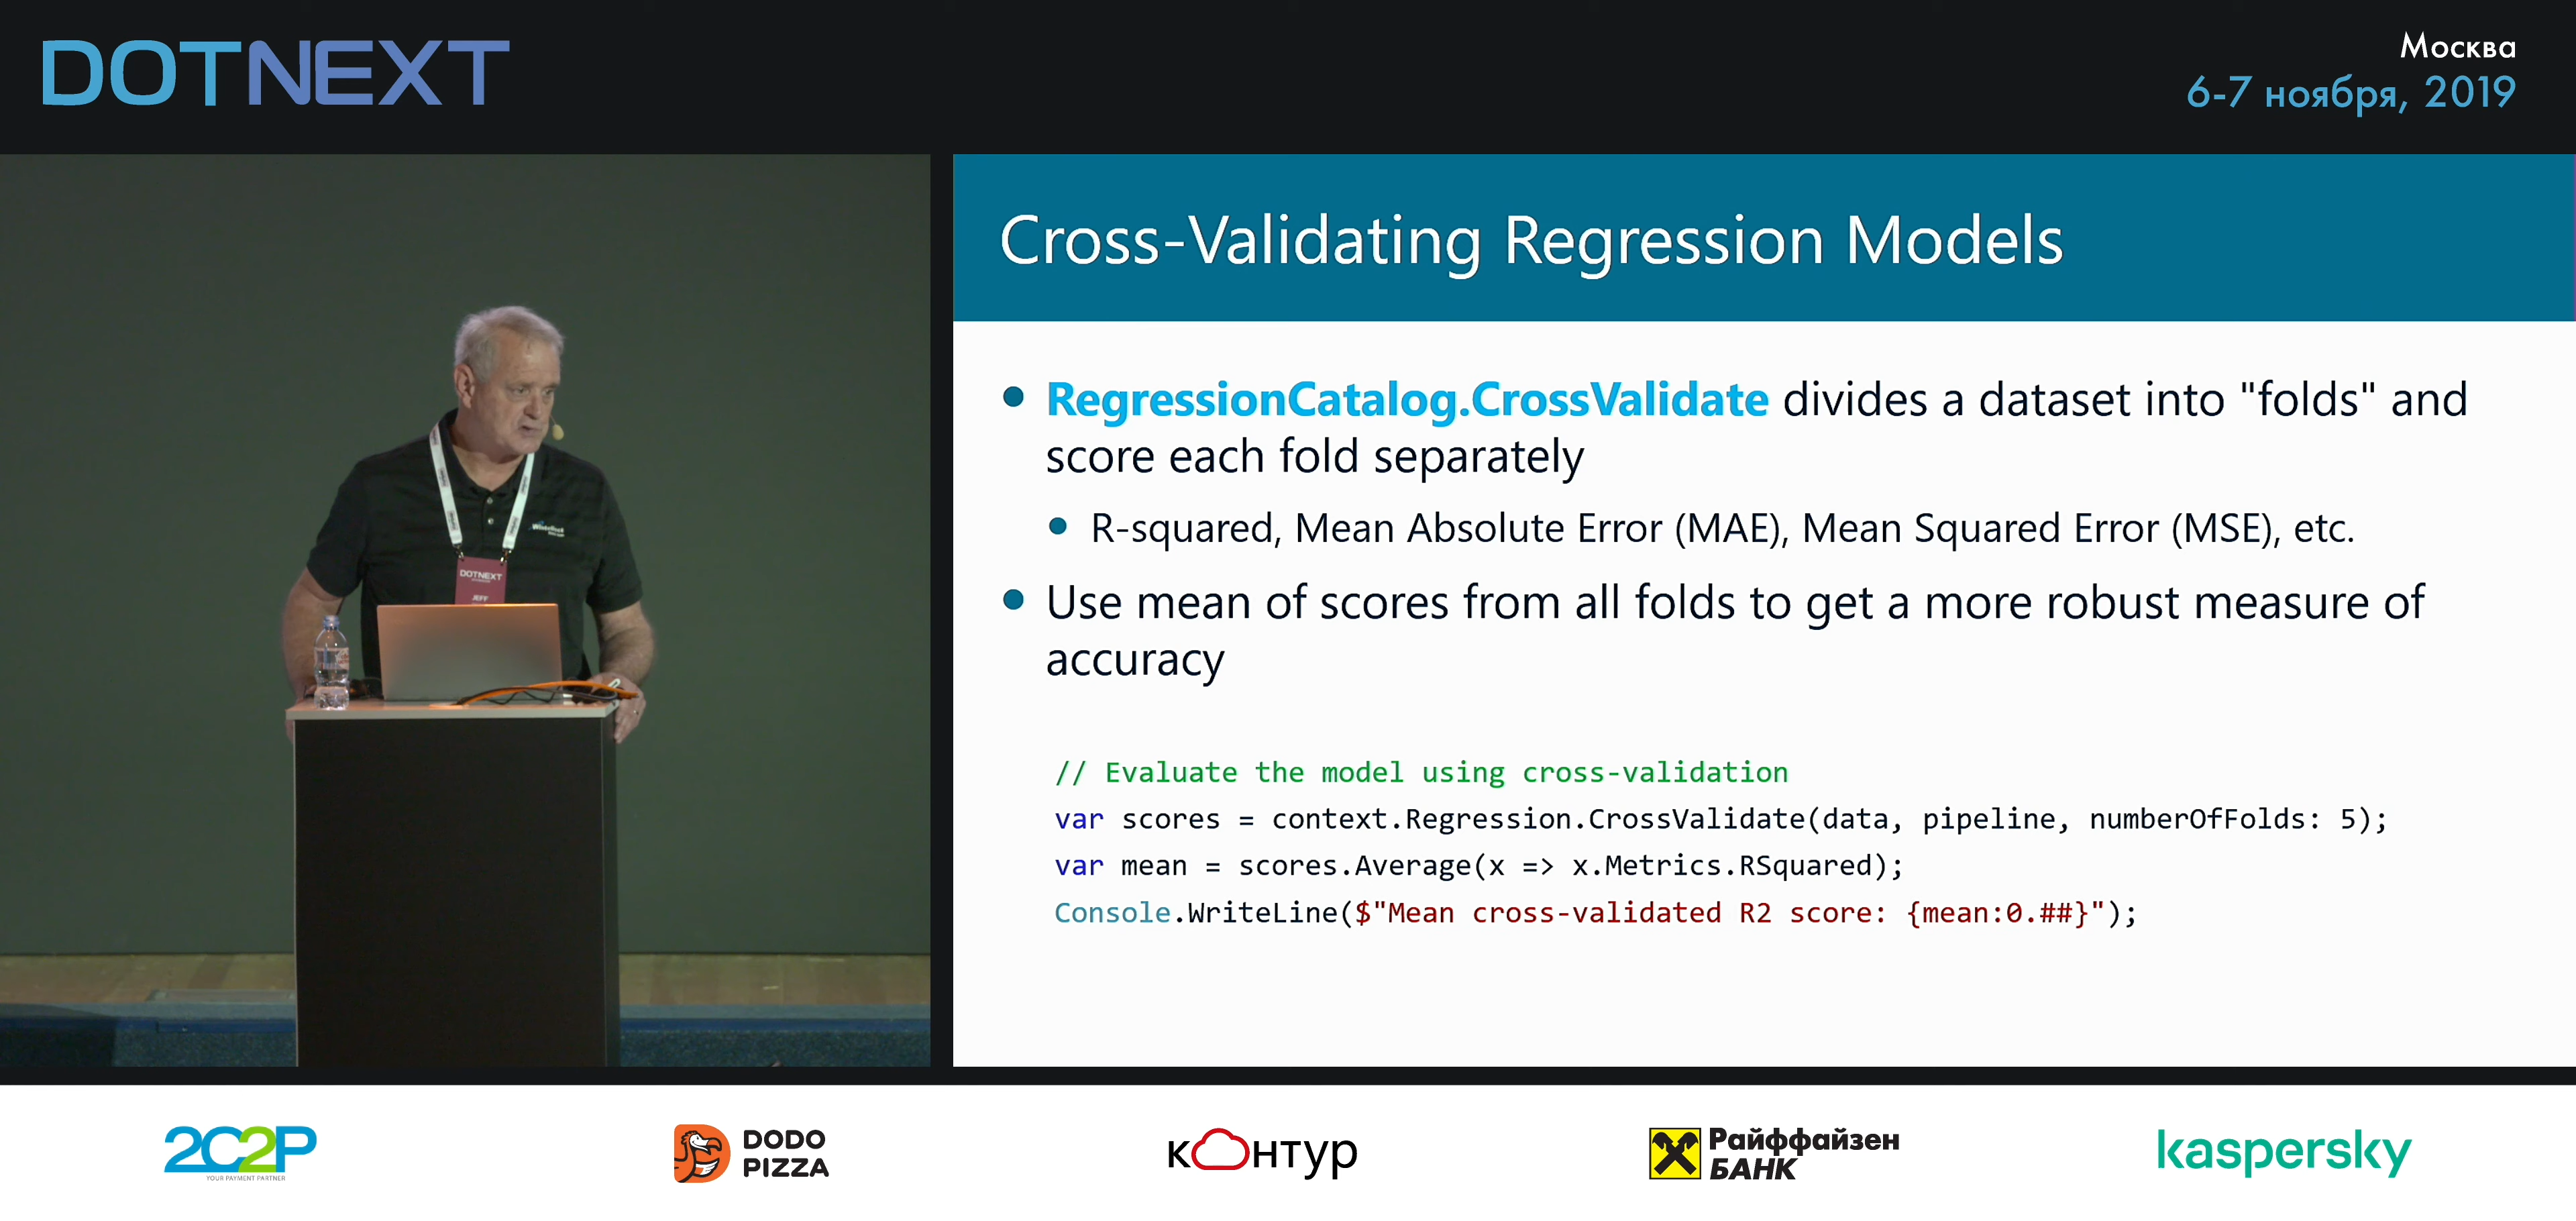 DOTNEXT
Москва
6-7 ноября, 2019
Cross-Validating Regression Models
RegressionCatalog.CrossValidate divides a dataset into "folds" and
score each fold separately
R-squared, Mean Absolute Error (MAE), Mean Squared Error (MSE), etc.
Use mean of scores from all folds to get a more robust measure of
accuracy
// Evaluate the model using cross-validation
var scores = context.Regression.CrossValidate(data, pipeline, numberOfFolds: 5);
var mean = scores.Average(x => x.Metrics.RSquared);
Console.WriteLine($"Mean cross-validated R2 score: {mean:0.##}");
DOTNEXT
JEFF
2C2P
YOUR PAYMENT PARTNER
DODO
PIZZA
контур
Райффайзен
БАНК
kaspersky